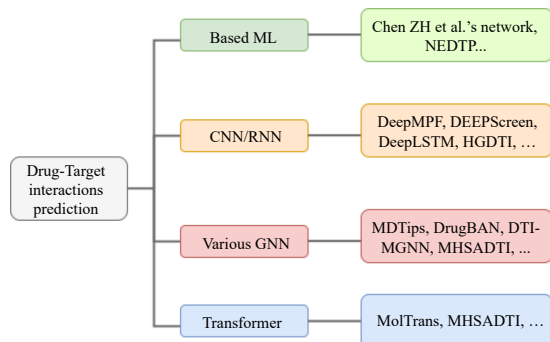 Based ML
Chen ZH et al.'s network,
NEDTP...
CNN/RNN
DeepMPF, DEEPScreen,
DeepLSTM, HGDTI, …
Drug-Target
interactions
prediction
Various GNN
MDTips, DrugBAN, DTI-
MGNN, MHSADTI, ...
Transformer
MolTrans, MHSADTI, …